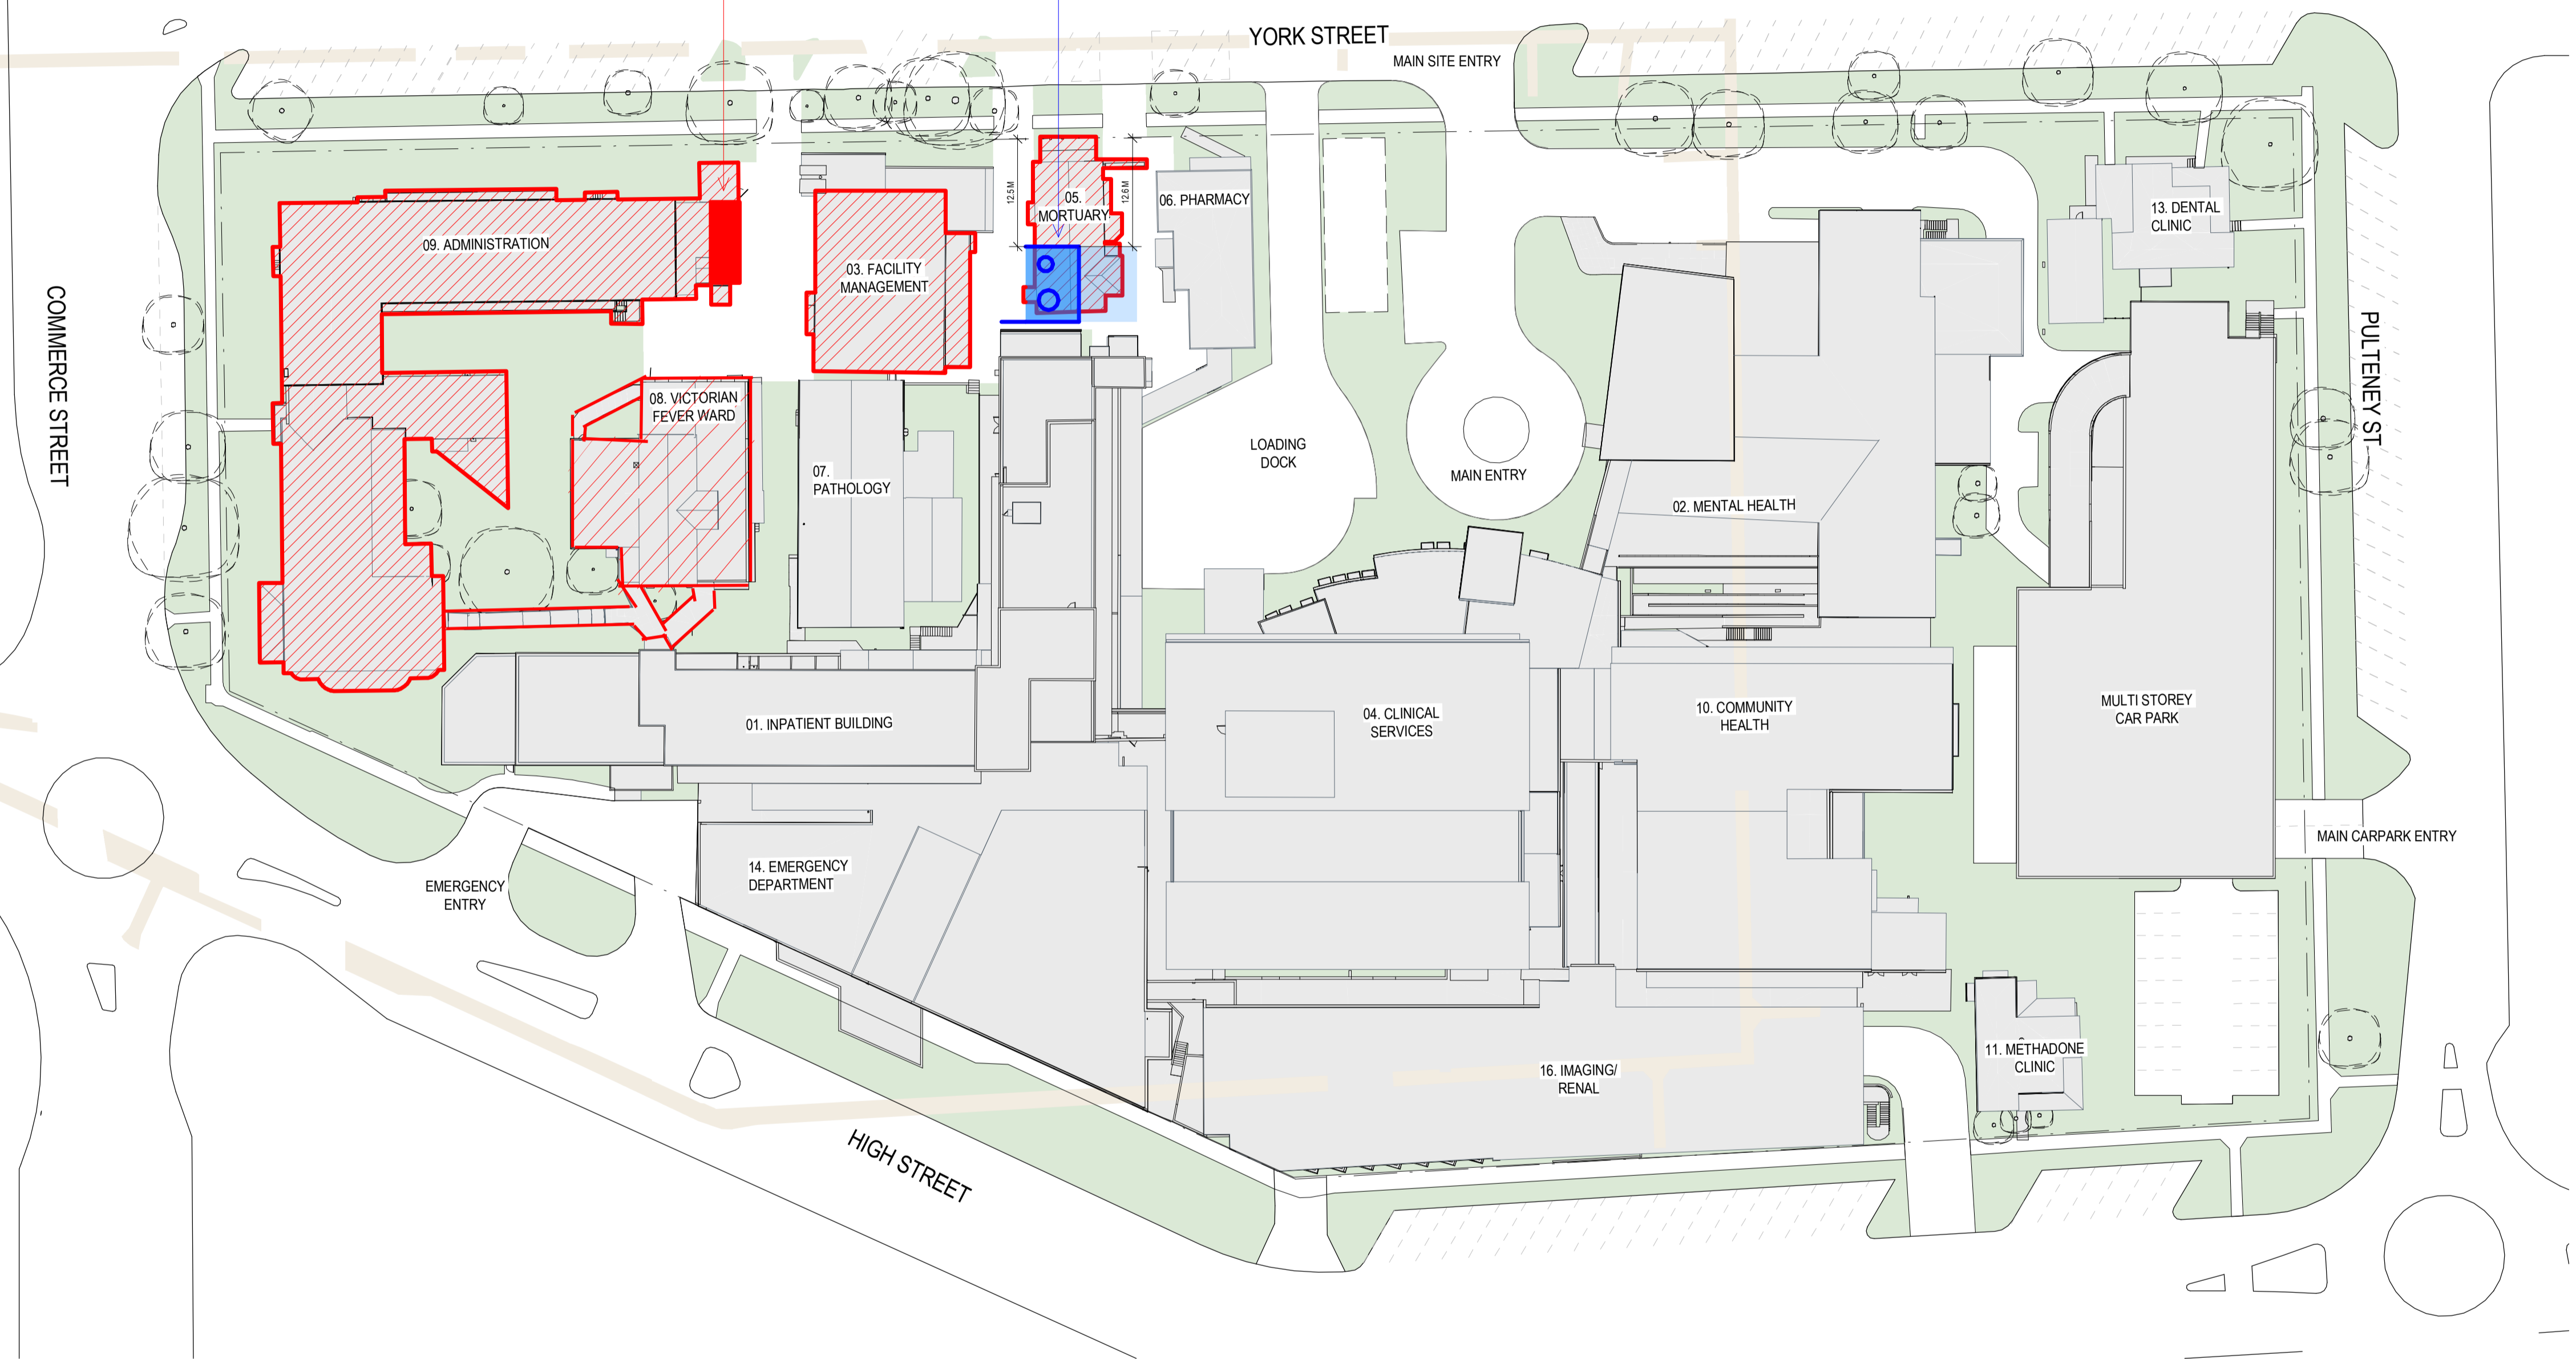 YORK STREET
MAIN SITE ENTRY
12.5 M
12.6 M
05.
MORTUARY
06. PHARMACY
13. DENTAL
CLINIC
09. ADMINISTRATION
03. FACILITY
MANAGEMENT
COMMERCE STREET
PULTENEY ST
08. VICTORIAN
FEVER WARD
07.
PATHOLOGY
LOADING
DOCK
MAIN ENTRY
02. MENTAL HEALTH
01. INPATIENT BUILDING
04. CLINICAL
SERVICES
10. COMMUNITY
HEALTH
MULTI STOREY
CAR PARK
MAIN CARPARK ENTRY
14. EMERGENCY
DEPARTMENT
EMERGENCY
ENTRY
11. METHADONE
CLINIC
16. IMAGING/
RENAL
HIGH STREET